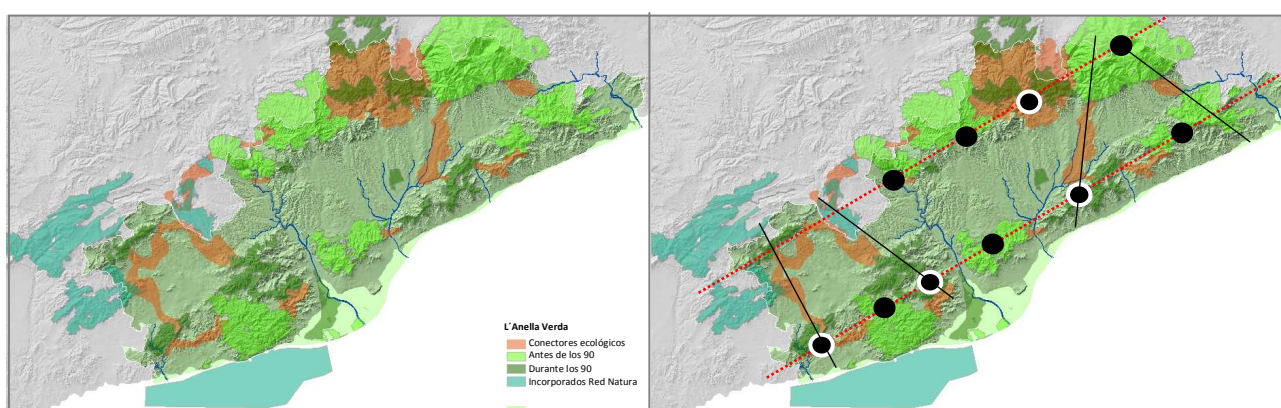 L´Anella Verda
Conectores ecológicos
Antes de los 90
Durante los 90
Incorporados Red Natura